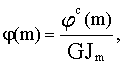 φ(m) = φ^c(m) / GJ_m ,